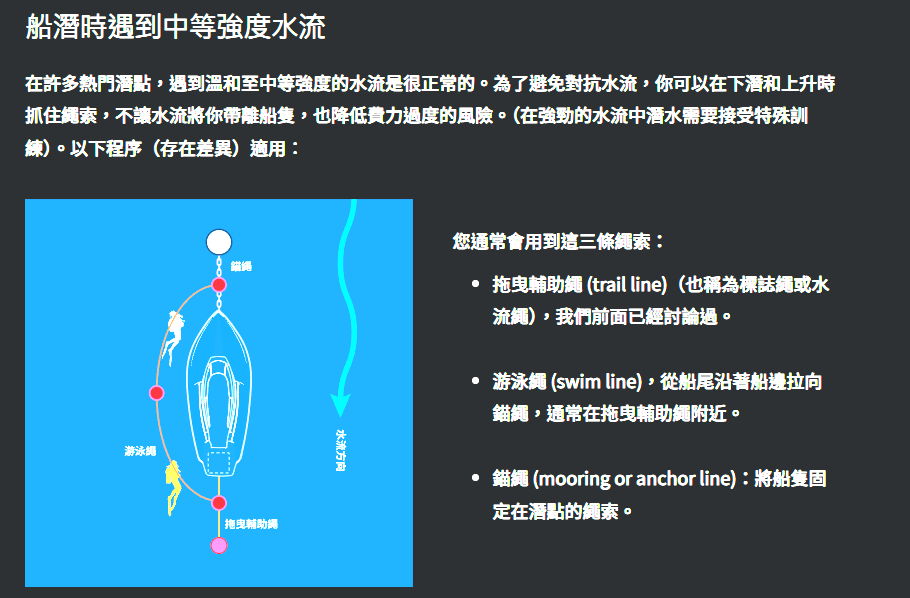 船潛時遇到中等強度水流
在許多熱門潛點，遇到溫和至中等強度的水流是很正常的。為了避免對抗水流，你可以在下潛和上升時
抓住繩索，不讓水流將你帶離船隻，也降低費力過度的風險。（在強勁的水流中潛水需要接受特殊訓
練）。以下程序（存在差異）適用：
錨繩
游泳繩
拖曳輔助繩
水流方向
您通常會用到這三條繩索：
• 拖曳輔助繩 (trail line)（也稱為標誌繩或水
流繩），我們前面已經討論過。
• 游泳繩 (swim line)，從船尾沿著船邊拉向
錨繩，通常在拖曳輔助繩附近。
• 錨繩 (mooring or anchor line)：將船隻固
定在潛點的繩索。